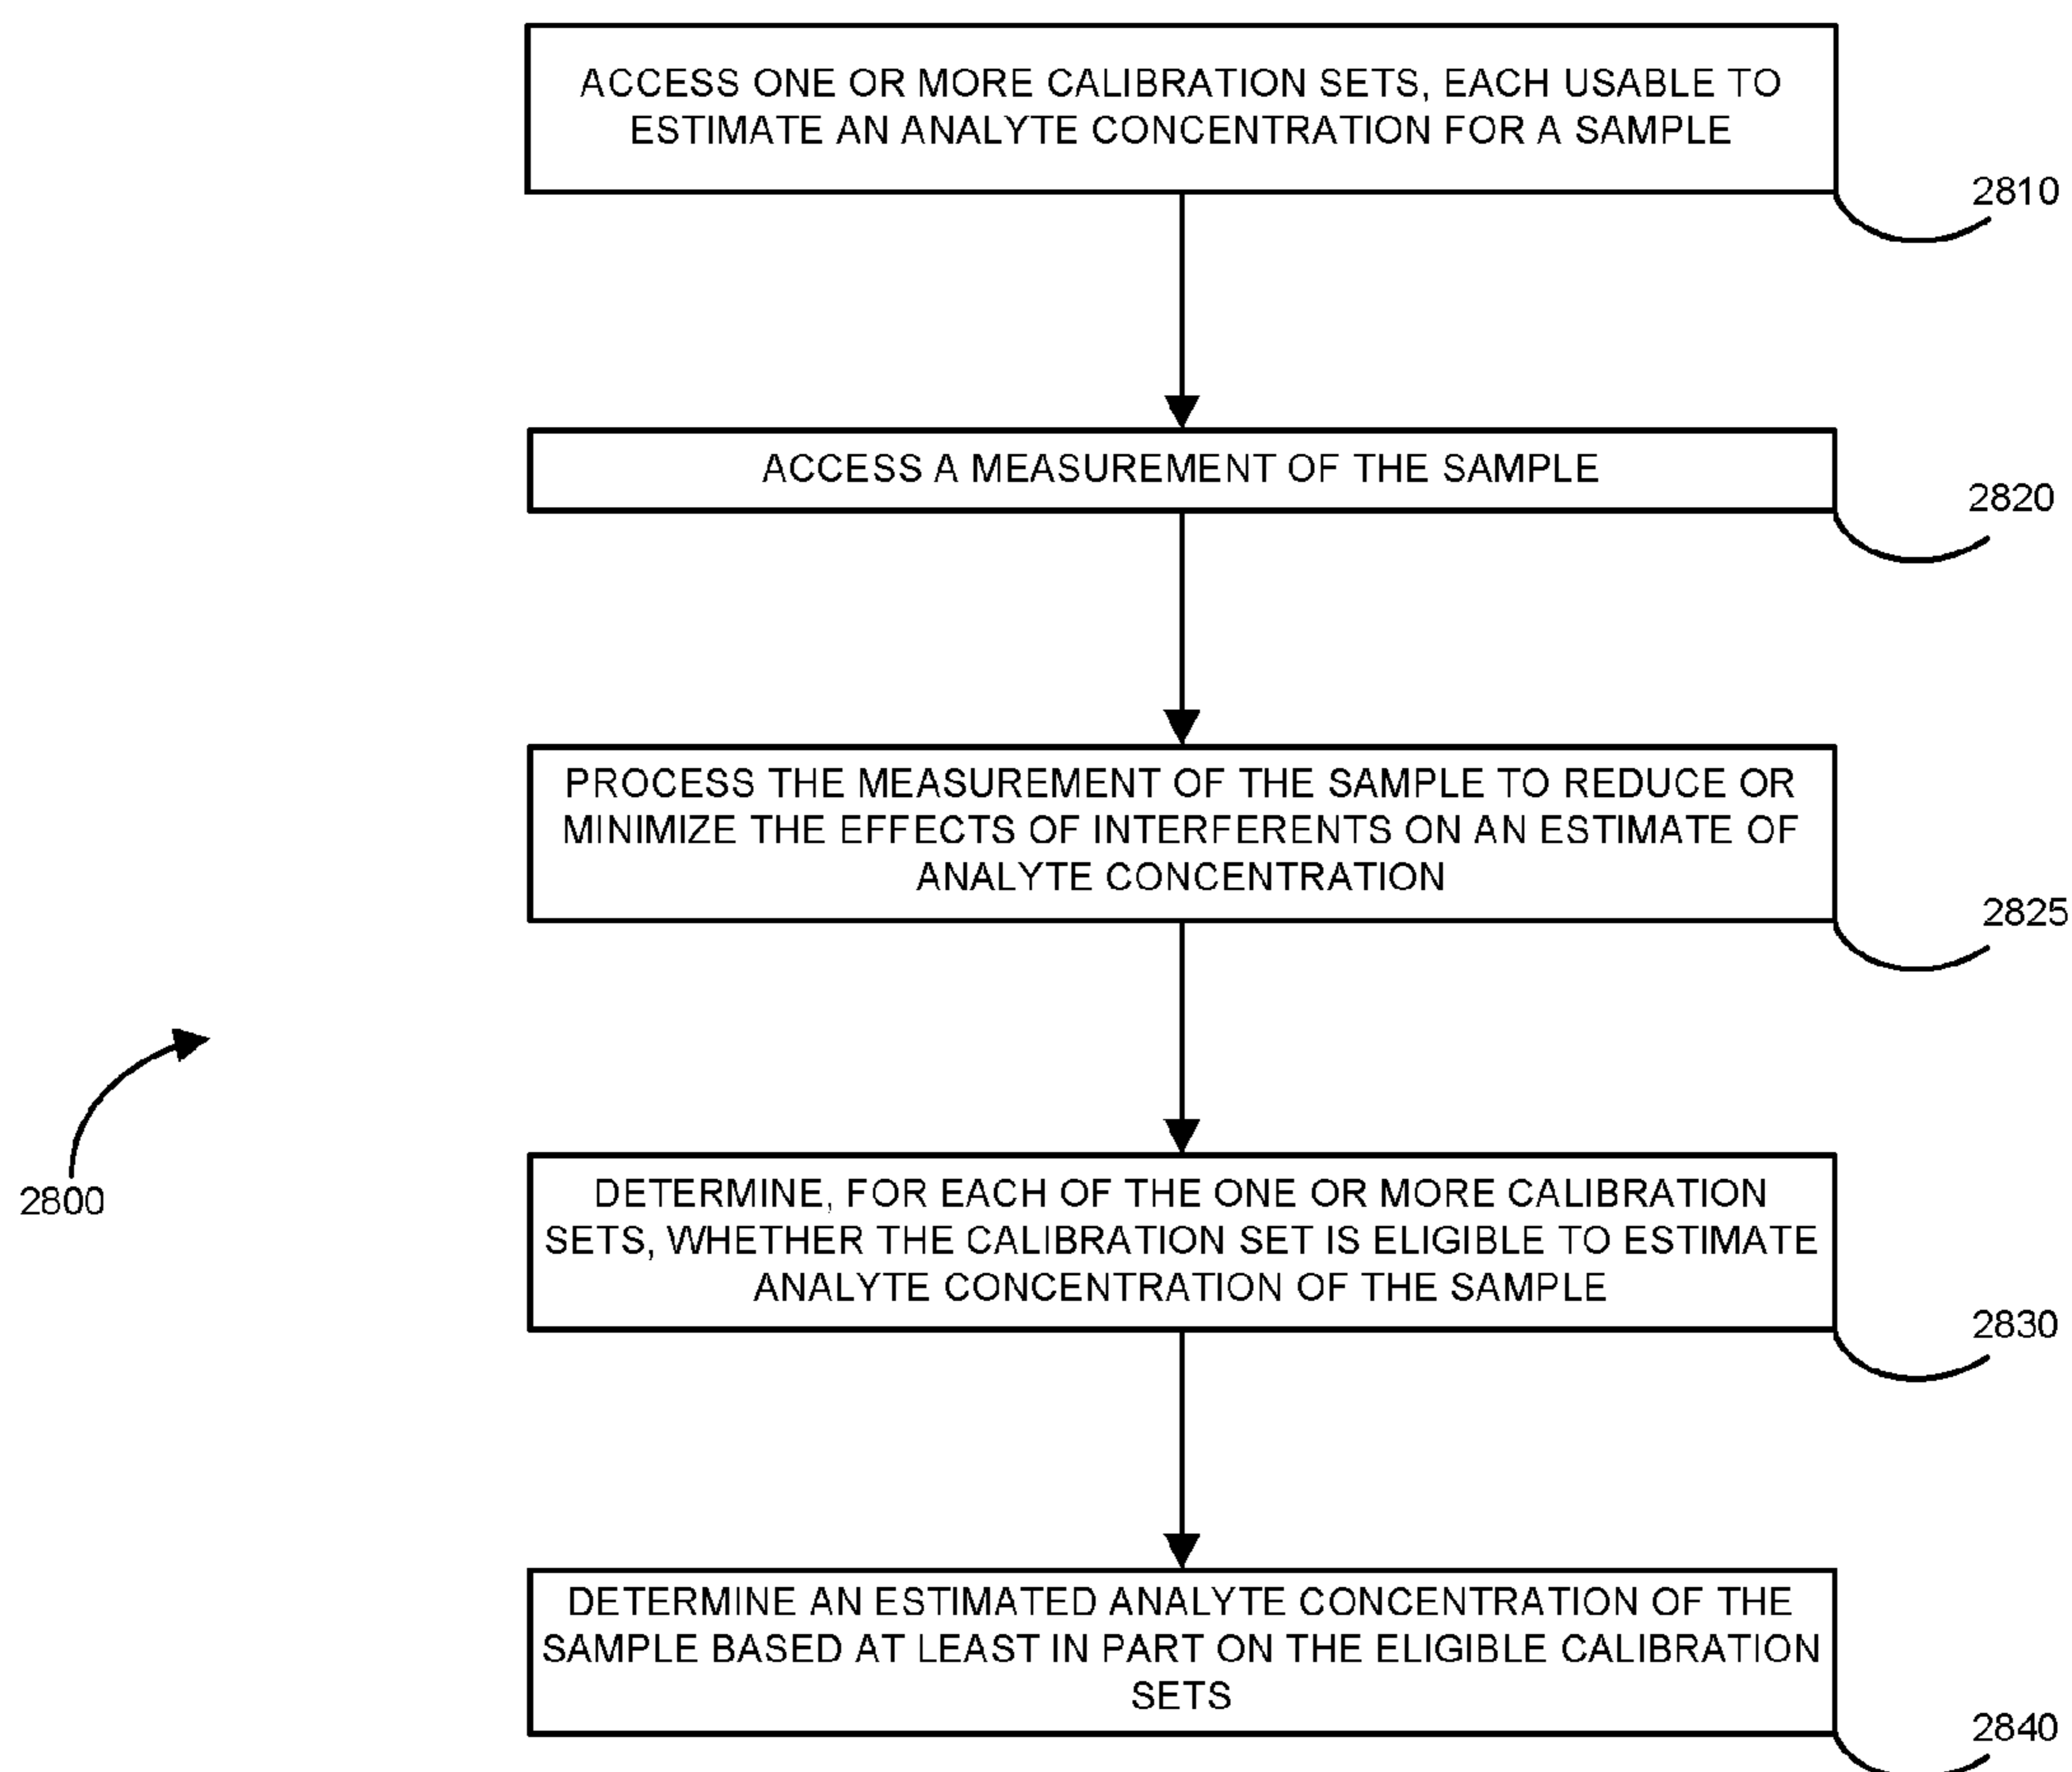 ACCESS ONE OR MORE CALIBRATION SETS, EACH USABLE TO
ESTIMATE AN ANALYTE CONCENTRATION FOR A SAMPLE
2810
ACCESS A MEASUREMENT OF THE SAMPLE
2820
PROCESS THE MEASUREMENT OF THE SAMPLE TO REDUCE OR
MINIMIZE THE EFFECTS OF INTERFERENTS ON AN ESTIMATE OF
ANALYTE CONCENTRATION
2825
2800
DETERMINE, FOR EACH OF THE ONE OR MORE CALIBRATION
SETS, WHETHER THE CALIBRATION SET IS ELIGIBLE TO ESTIMATE
ANALYTE CONCENTRATION OF THE SAMPLE
2830
DETERMINE AN ESTIMATED ANALYTE CONCENTRATION OF THE
SAMPLE BASED AT LEAST IN PART ON THE ELIGIBLE CALIBRATION
SETS
2840